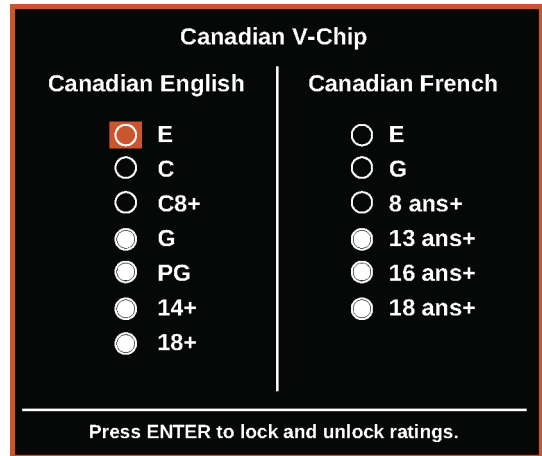 Canadian V-Chip
Canadian English
E
C
C8+
G
PG
14+
18+
Canadian French
E
G
8 ans+
13 ans+
16 ans+
18 ans+
Press ENTER to lock and unlock ratings.